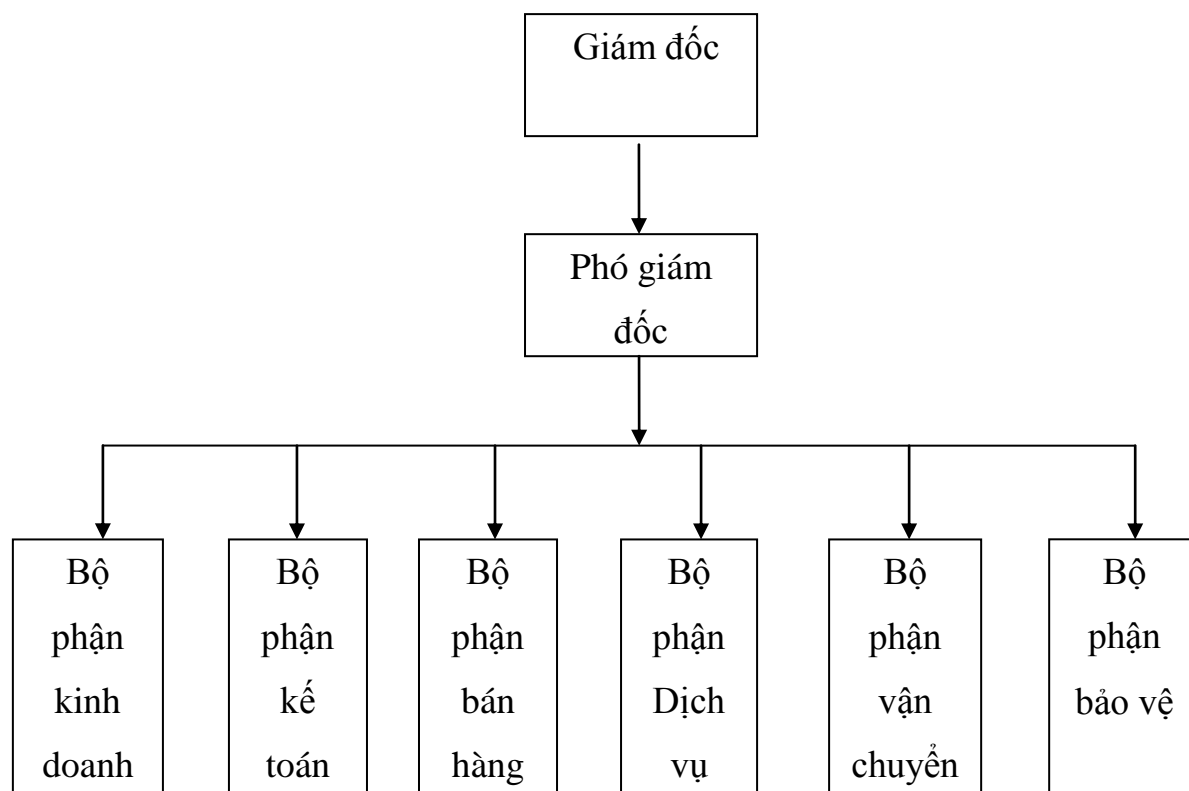 Giám đốc
Phó giám
đốc
Bộ
phận
kinh
doanh
Bộ
phận
kế
toán
Bộ
phận
bán
hàng
Bộ
phận
Dịch
vụ
Bộ
phận
vận
chuyển
Bộ
phận
bảo vệ